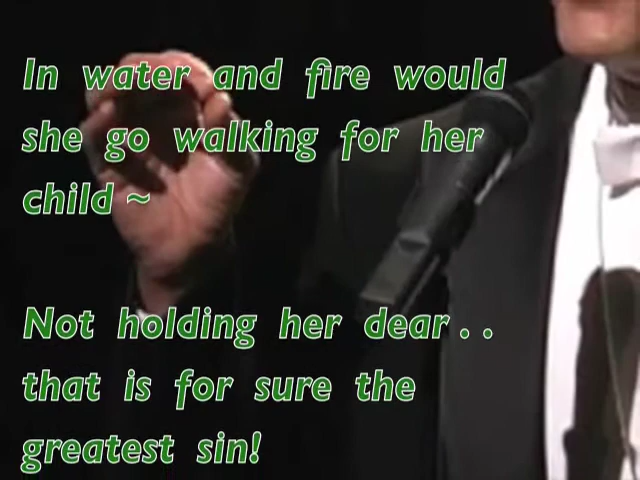 In water and fire would
she go walking for her
child ~
Not holding her dear . .
that is for sure the
greatest sin!